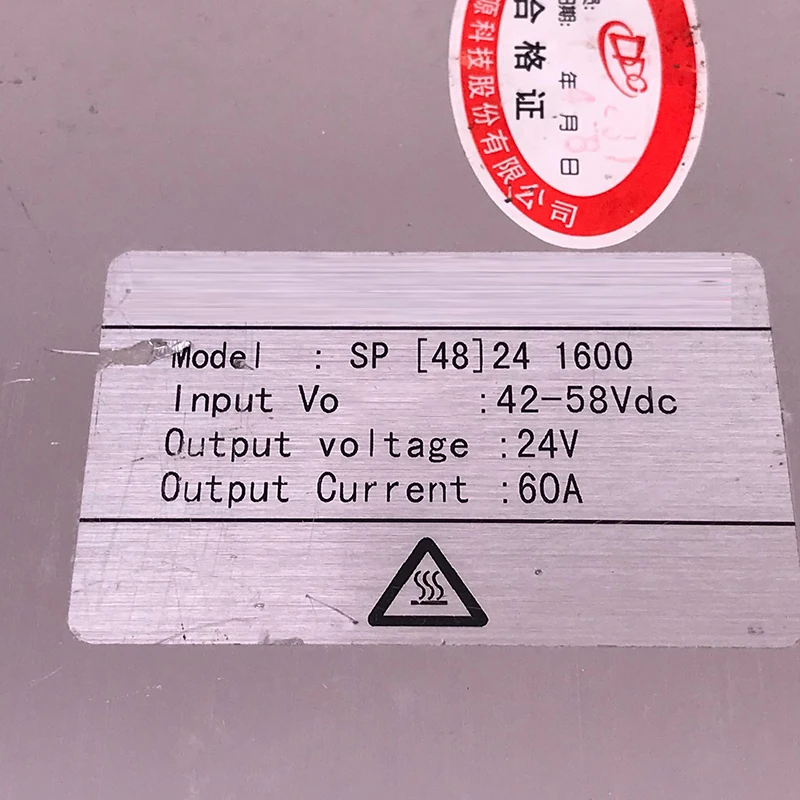 合格证
期:
年 月 日
源科技股份有限公司
Model : SP [48]24 1600
Input Vo :42-58Vdc
Output voltage :24V
Output Current :60A